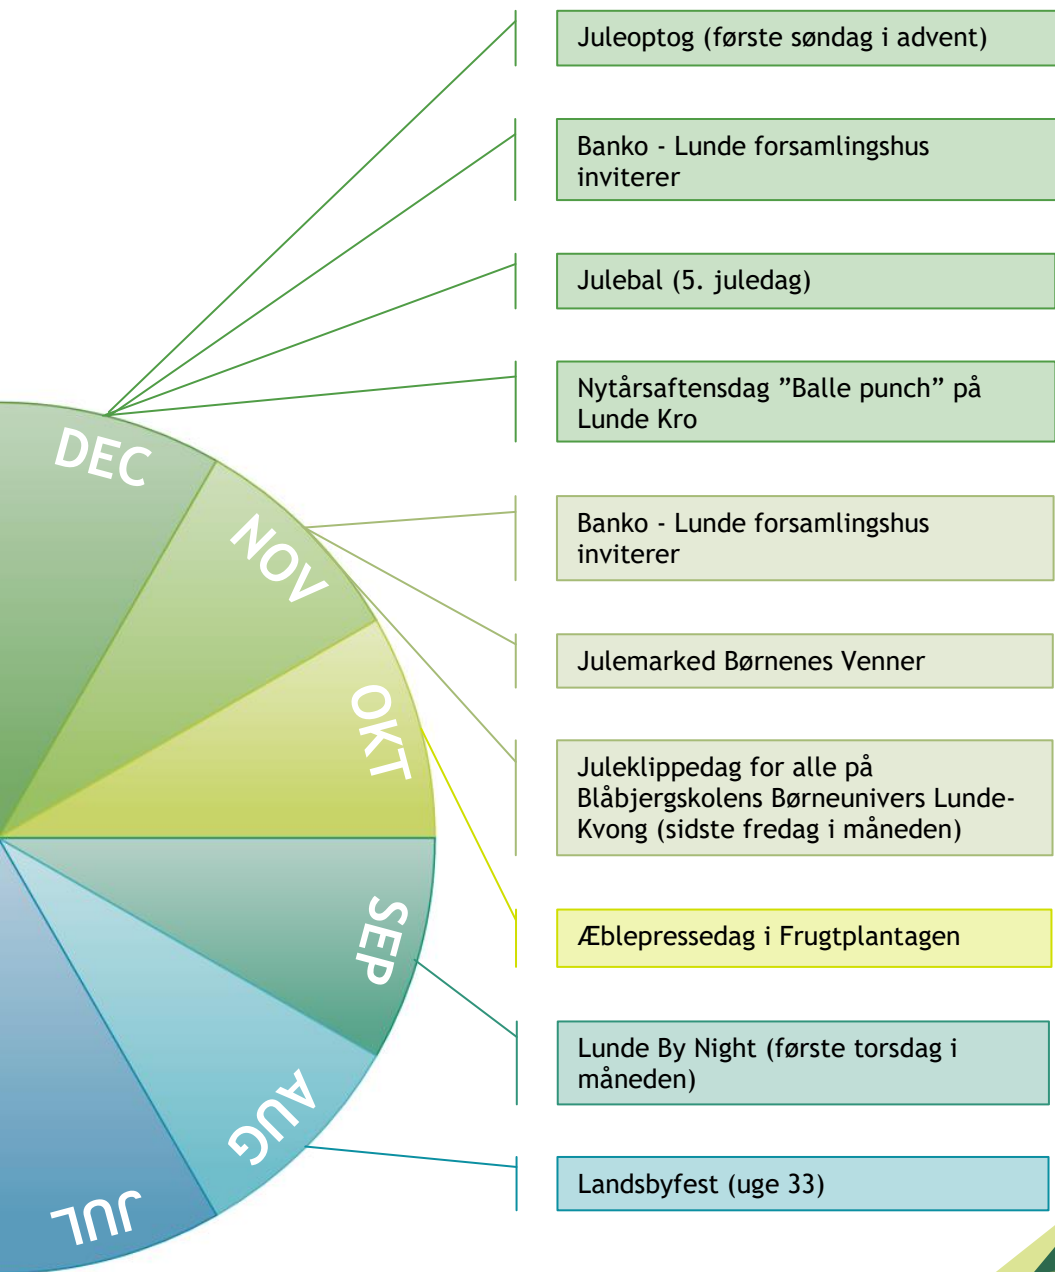 Juleoptog (første søndag i advent)
Banko - Lunde forsamlingshus
inviterer
Julebal (5. juledag)
Nytårsaftensdag ”Balle punch” på
Lunde Kro
DEC
NOV
Banko - Lunde forsamlingshus
inviterer
Julemarked Børnenes Venner
OKT
Juleklippedag for alle på
Blåbjergskolens Børneunivers Lunde-
Kvong (sidste fredag i måneden)
Æblepressedag i Frugtplantagen
SEP
Lunde By Night (første torsdag i
måneden)
AUG
Landsbyfest (uge 33)
JUL